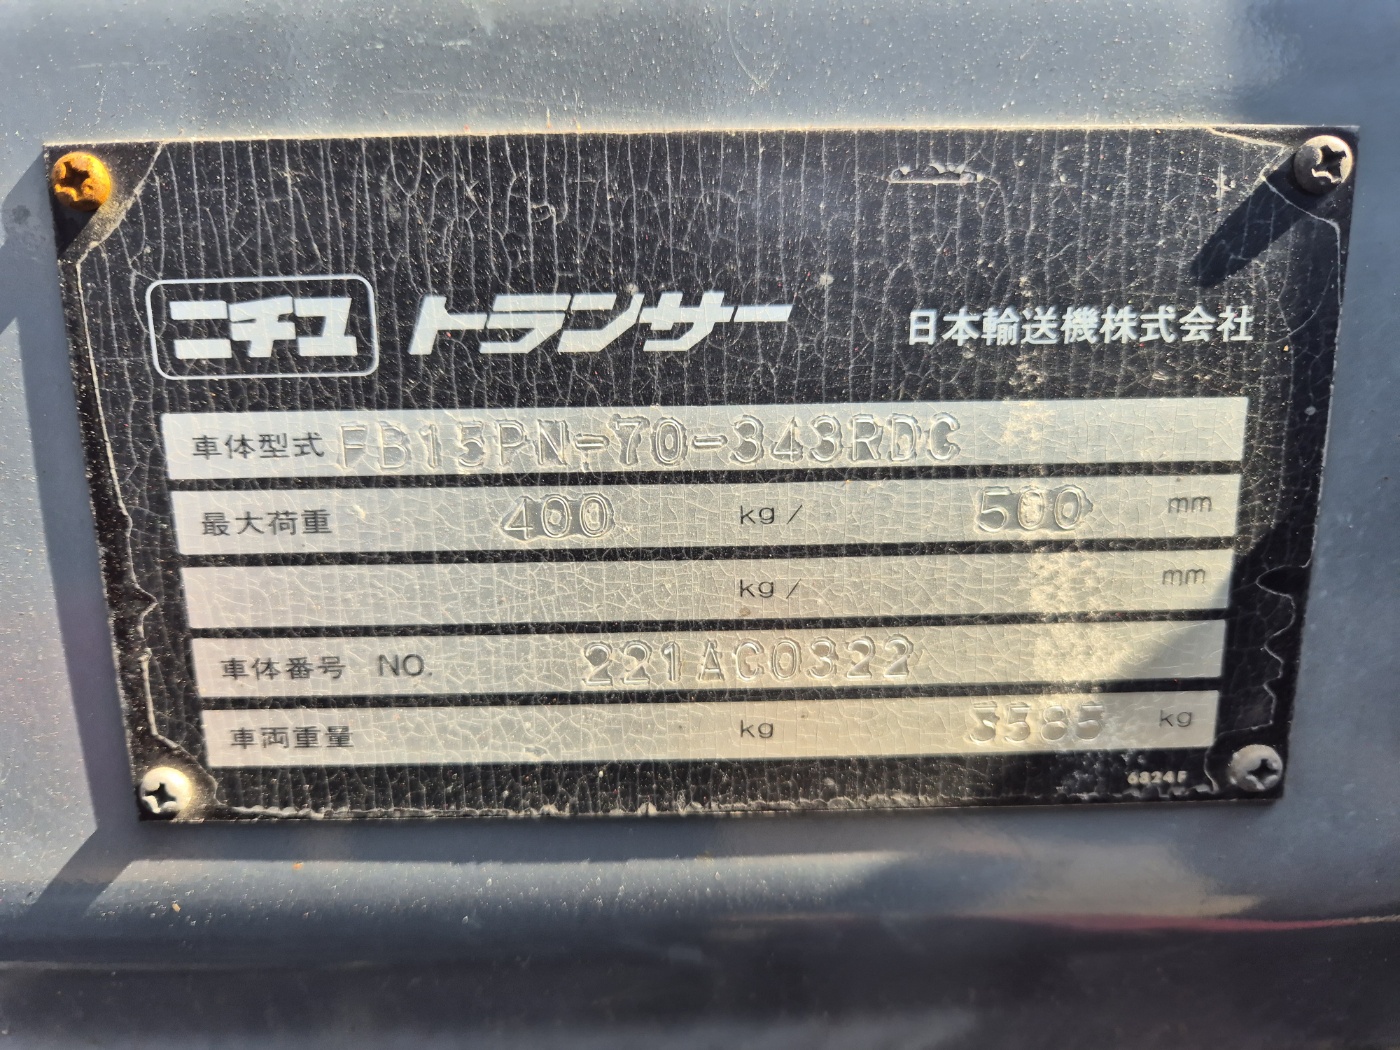 ニチユ トランサー 日本輸送機株式会社
車体型式 FB15PN-70-343RDC
最大荷重 400 kg / 500 mm
kg / mm
車体番号 NO. 221AC0322
車両重量 kg 3585 kg
6324F